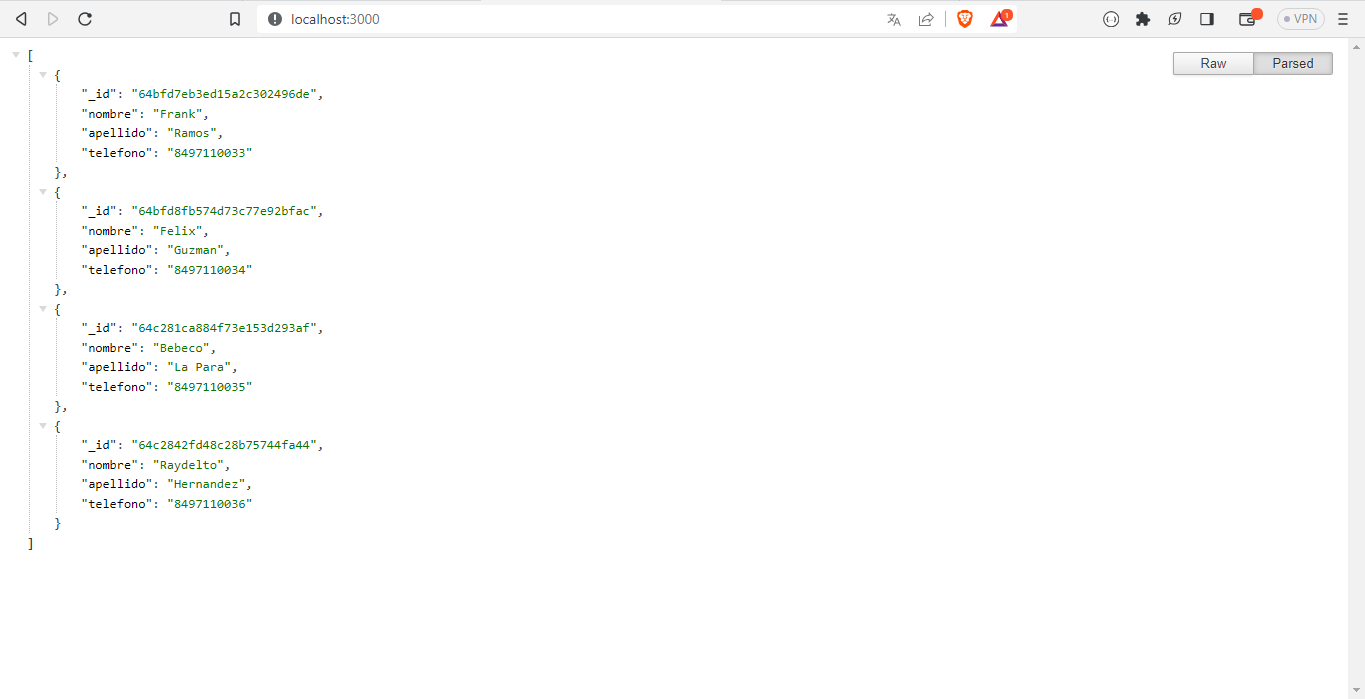 localhost:3000
1
VPN
Raw
Parsed
[
{
"_id": "64bfd7eb3ed15a2c302496de",
"nombre": "Frank",
"apellido": "Ramos",
"telefono": "8497110033"
},
{
"_id": "64bfd8fb574d73c77e92bfac",
"nombre": "Felix",
"apellido": "Guzman",
"telefono": "8497110034"
},
{
"_id": "64c281ca884f73e153d293af",
"nombre": "Bebeco",
"apellido": "La Para",
"telefono": "8497110035"
},
{
"_id": "64c2842fd48c28b75744fa44",
"nombre": "Raydelto",
"apellido": "Hernandez",
"telefono": "8497110036"
}
]